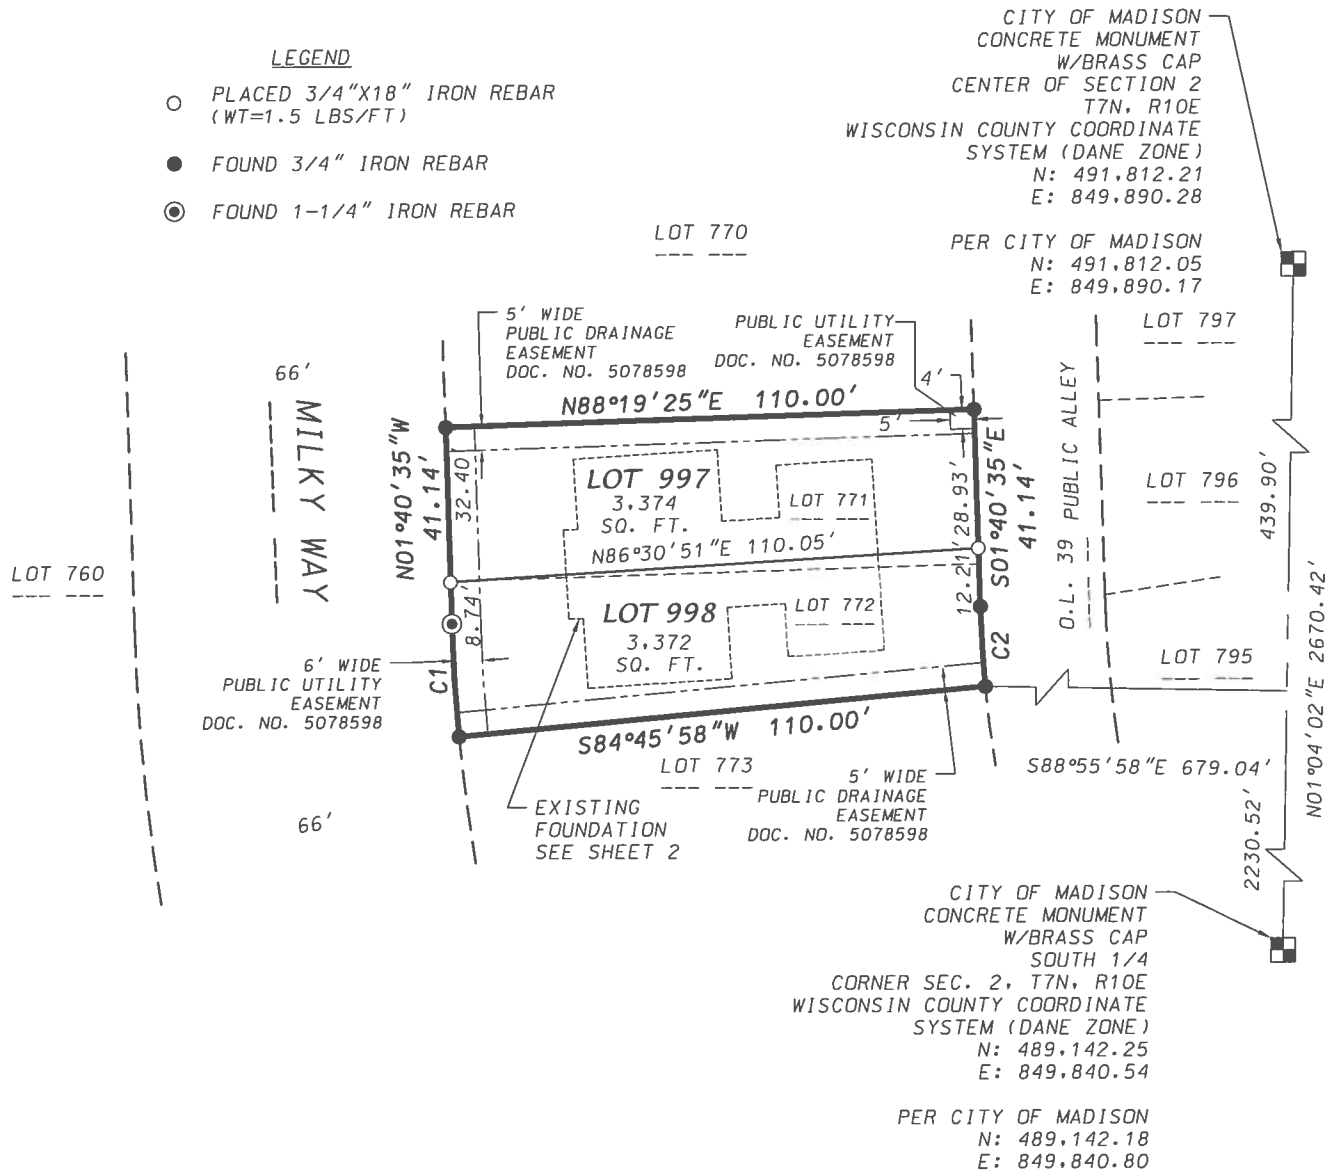 LEGEND
PLACED 3/4"X18" IRON REBAR
(WT=1.5 LBS/FT)
FOUND 3/4" IRON REBAR
FOUND 1-1/4" IRON REBAR
CITY OF MADISON
CONCRETE MONUMENT
W/BRASS CAP
CENTER OF SECTION 2
T7N, R10E
WISCONSIN COUNTY COORDINATE
SYSTEM (DANE ZONE)
N: 491,812.21
E: 849,890.28
PER CITY OF MADISON
N: 491,812.05
E: 849,890.17
LOT 770
5' WIDE
PUBLIC DRAINAGE
EASEMENT
DOC. NO. 5078598
PUBLIC UTILITY
EASEMENT
DOC. NO. 5078598
4'
5'
LOT 797
66'
MILKY WAY
N88°19'25"E 110.00'
N01°40'35"W
41.14'
32.40'
8.74'
LOT 997
3,374
SQ. FT.
LOT 771
28.93'
12.21'
S01°40'35"E
41.14'
O.L. 39 PUBLIC ALLEY
LOT 796
439.90'
N86°30'51"E 110.05'
LOT 760
LOT 998
3,372
SQ. FT.
LOT 772
C1
C2
LOT 795
N01°04'02"E 2670.42'
6' WIDE
PUBLIC UTILITY
EASEMENT
DOC. NO. 5078598
S84°45'58"W 110.00'
LOT 773
5' WIDE
PUBLIC DRAINAGE
EASEMENT
DOC. NO. 5078598
S88°55'58"E 679.04'
2230.52'
66'
EXISTING
FOUNDATION
SEE SHEET 2
CITY OF MADISON
CONCRETE MONUMENT
W/BRASS CAP
SOUTH 1/4
CORNER SEC. 2, T7N, R10E
WISCONSIN COUNTY COORDINATE
SYSTEM (DANE ZONE)
N: 489,142.25
E: 849,840.54
PER CITY OF MADISON
N: 489,142.18
E: 849,840.80